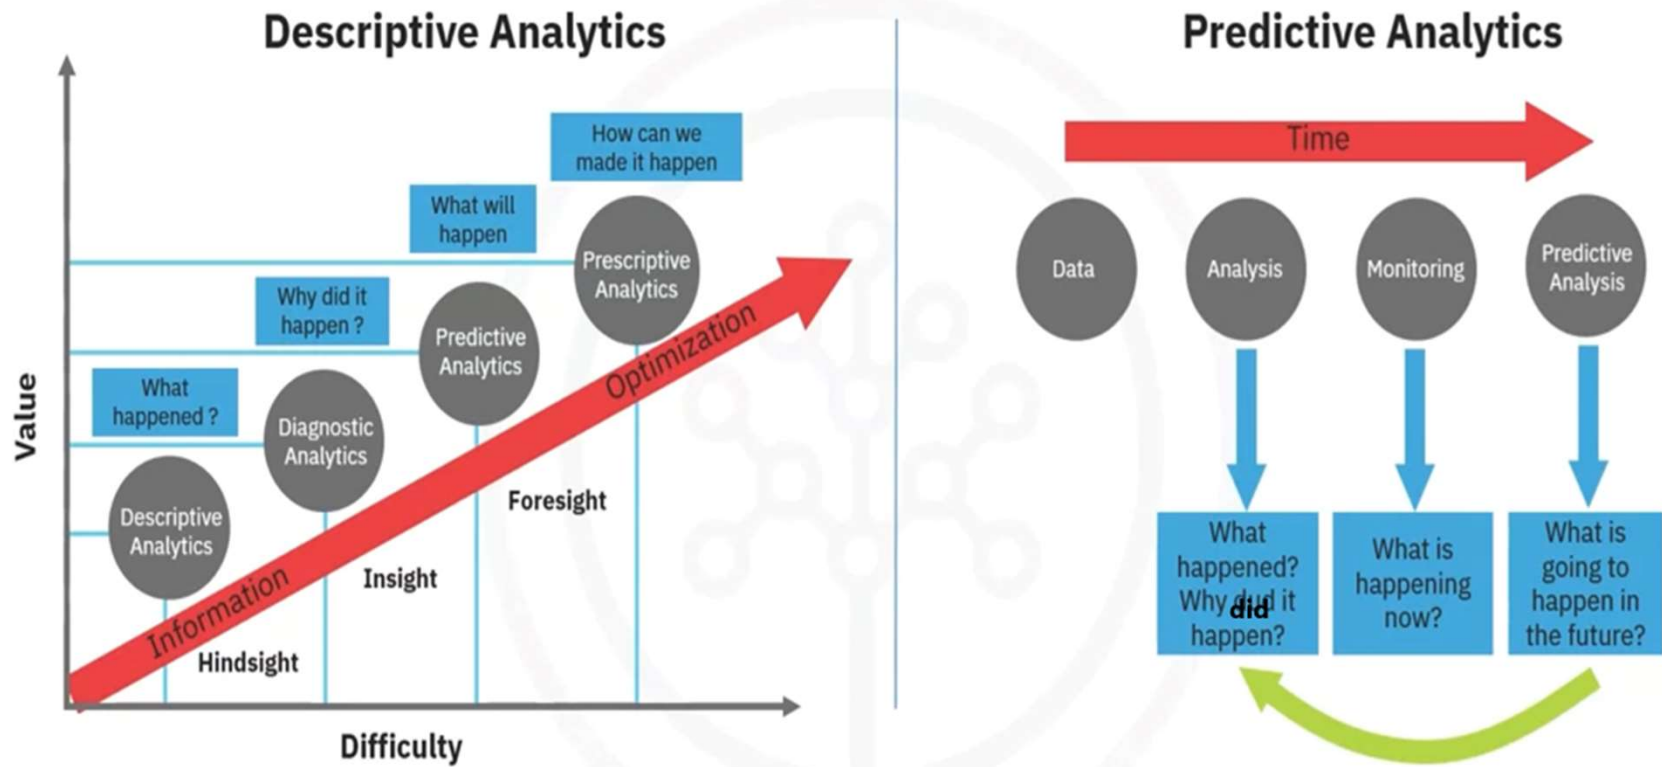 Descriptive Analytics
Value
How can we
made it happen
What will
happen
Why did it
happen ?
What
happened ?
Prescriptive
Analytics
Predictive
Analytics
Diagnostic
Analytics
Descriptive
Analytics
Optimization
Information
Foresight
Insight
Hindsight
Difficulty
Predictive Analytics
Time
Data
Analysis
Monitoring
Predictive
Analysis
What
happened?
Why did it
happen?
What is
happening
now?
What is
going to
happen in
the future?